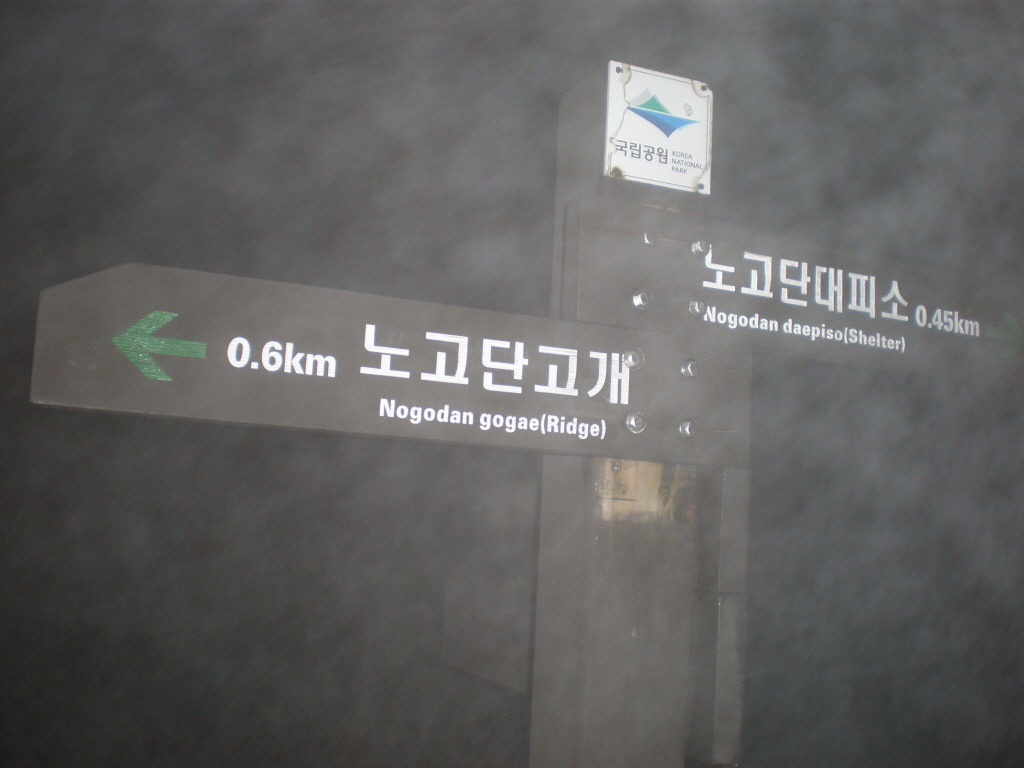 국립공원
KOREA
NATIONAL
PARK
노고단대피소 0.45km
Nogodan daepiso(Shelter)
0.6km 노고단고개
Nogodan gogae(Ridge)